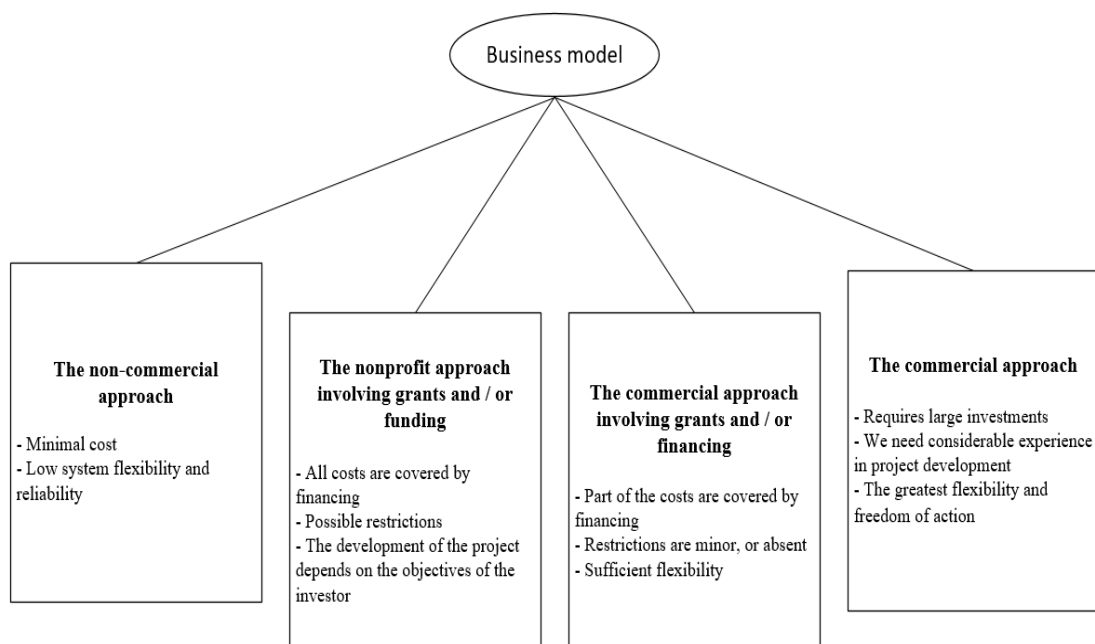 Business model
The non-commercial
approach
- Minimal cost
- Low system flexibility and
reliability
The nonprofit approach
involving grants and / or
funding
- All costs are covered by
financing
- Possible restrictions
- The development of the project
depends on the objectives of the
investor
The commercial approach
involving grants and / or
financing
- Part of the costs are covered by
financing
- Restrictions are minor, or absent
- Sufficient flexibility
The commercial approach
- Requires large investments
- We need considerable experience
in project development
- The greatest flexibility and
freedom of action